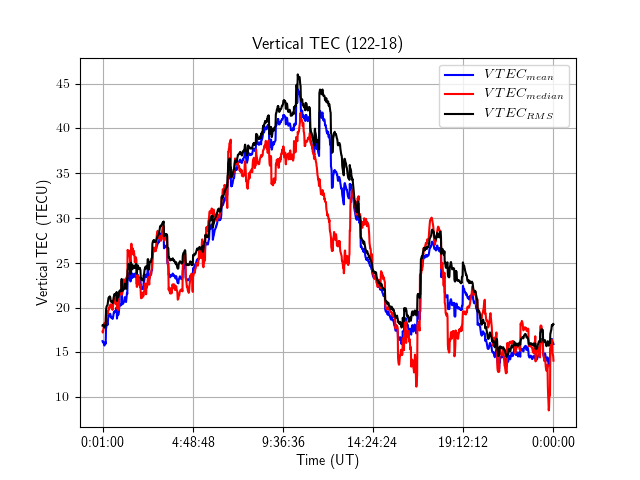 Vertical TEC (122-18)
VTEC_mean
VTEC_median
VTEC_RMS
Vertical TEC (TECU)
45
40
35
30
25
20
15
10
0:01:00 4:48:48 9:36:36 14:24:24 19:12:12 0:00:00
Time (UT)